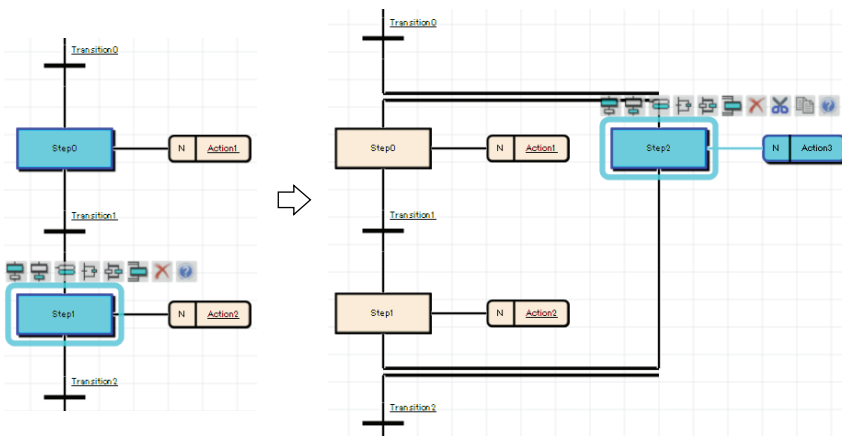 Transition0
Step0
N Action1
Transition1
Step1
N Action2
Transition2
Transition0
Step0
N Action1
Step2
N Action3
Transition1
Step1
N Action2
Transition2